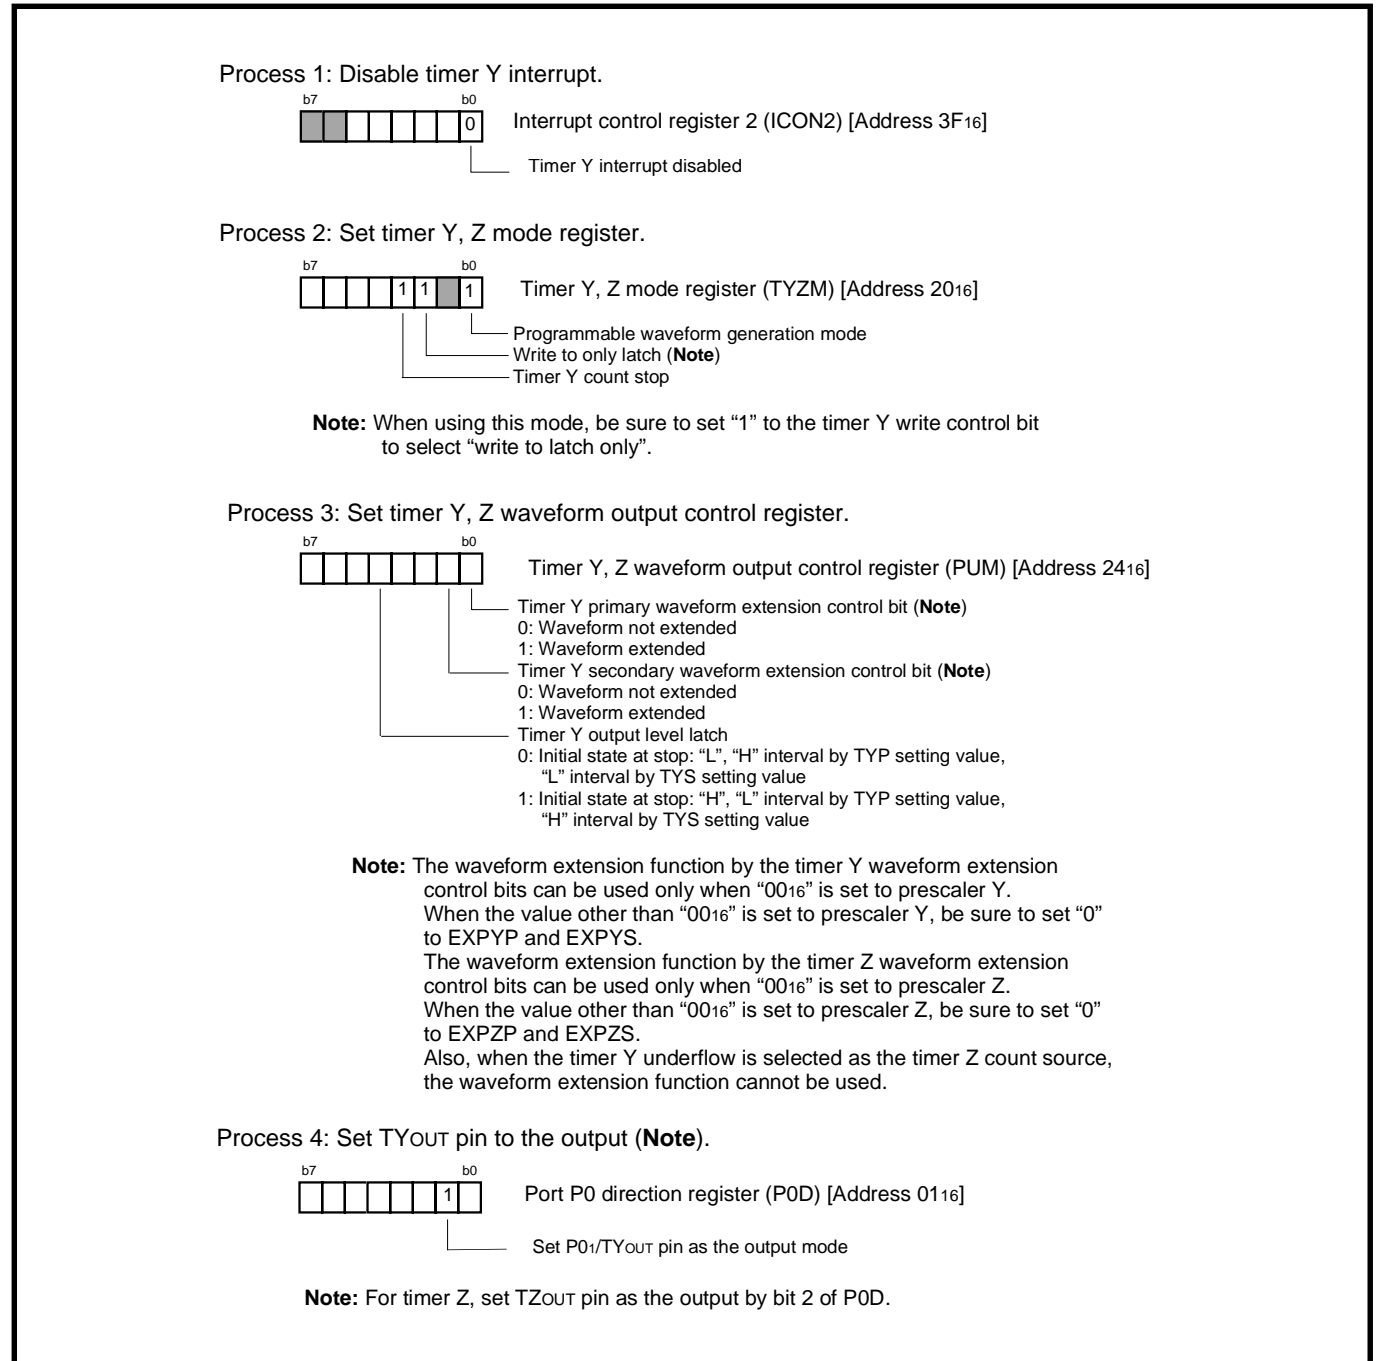 Process 1: Disable timer Y interrupt.
b7 b0
0 Interrupt control register 2 (ICON2) [Address 3F16]
Timer Y interrupt disabled
Process 2: Set timer Y, Z mode register.
b7 b0
1 1 1 Timer Y, Z mode register (TYZM) [Address 2016]
Programmable waveform generation mode
Write to only latch (Note)
Timer Y count stop
Note: When using this mode, be sure to set “1” to the timer Y write control bit
to select “write to latch only”.
Process 3: Set timer Y, Z waveform output control register.
b7 b0
Timer Y, Z waveform output control register (PUM) [Address 2416]
Timer Y primary waveform extension control bit (Note)
0: Waveform not extended
1: Waveform extended
Timer Y secondary waveform extension control bit (Note)
0: Waveform not extended
1: Waveform extended
Timer Y output level latch
0: Initial state at stop: “L”, “H” interval by TYP setting value,
“L” interval by TYS setting value
1: Initial state at stop: “H”, “L” interval by TYP setting value,
“H” interval by TYS setting value
Note: The waveform extension function by the timer Y waveform extension
control bits can be used only when “0016” is set to prescaler Y.
When the value other than “0016” is set to prescaler Y, be sure to set “0”
to EXPYP and EXPYS.
The waveform extension function by the timer Z waveform extension
control bits can be used only when “0016” is set to prescaler Z.
When the value other than “0016” is set to prescaler Z, be sure to set “0”
to EXPZP and EXPZS.
Also, when the timer Y underflow is selected as the timer Z count source,
the waveform extension function cannot be used.
Process 4: Set TYOUT pin to the output (Note).
b7 b0
1 Port P0 direction register (P0D) [Address 0116]
Set P01/TYOUT pin as the output mode
Note: For timer Z, set TZOUT pin as the output by bit 2 of P0D.